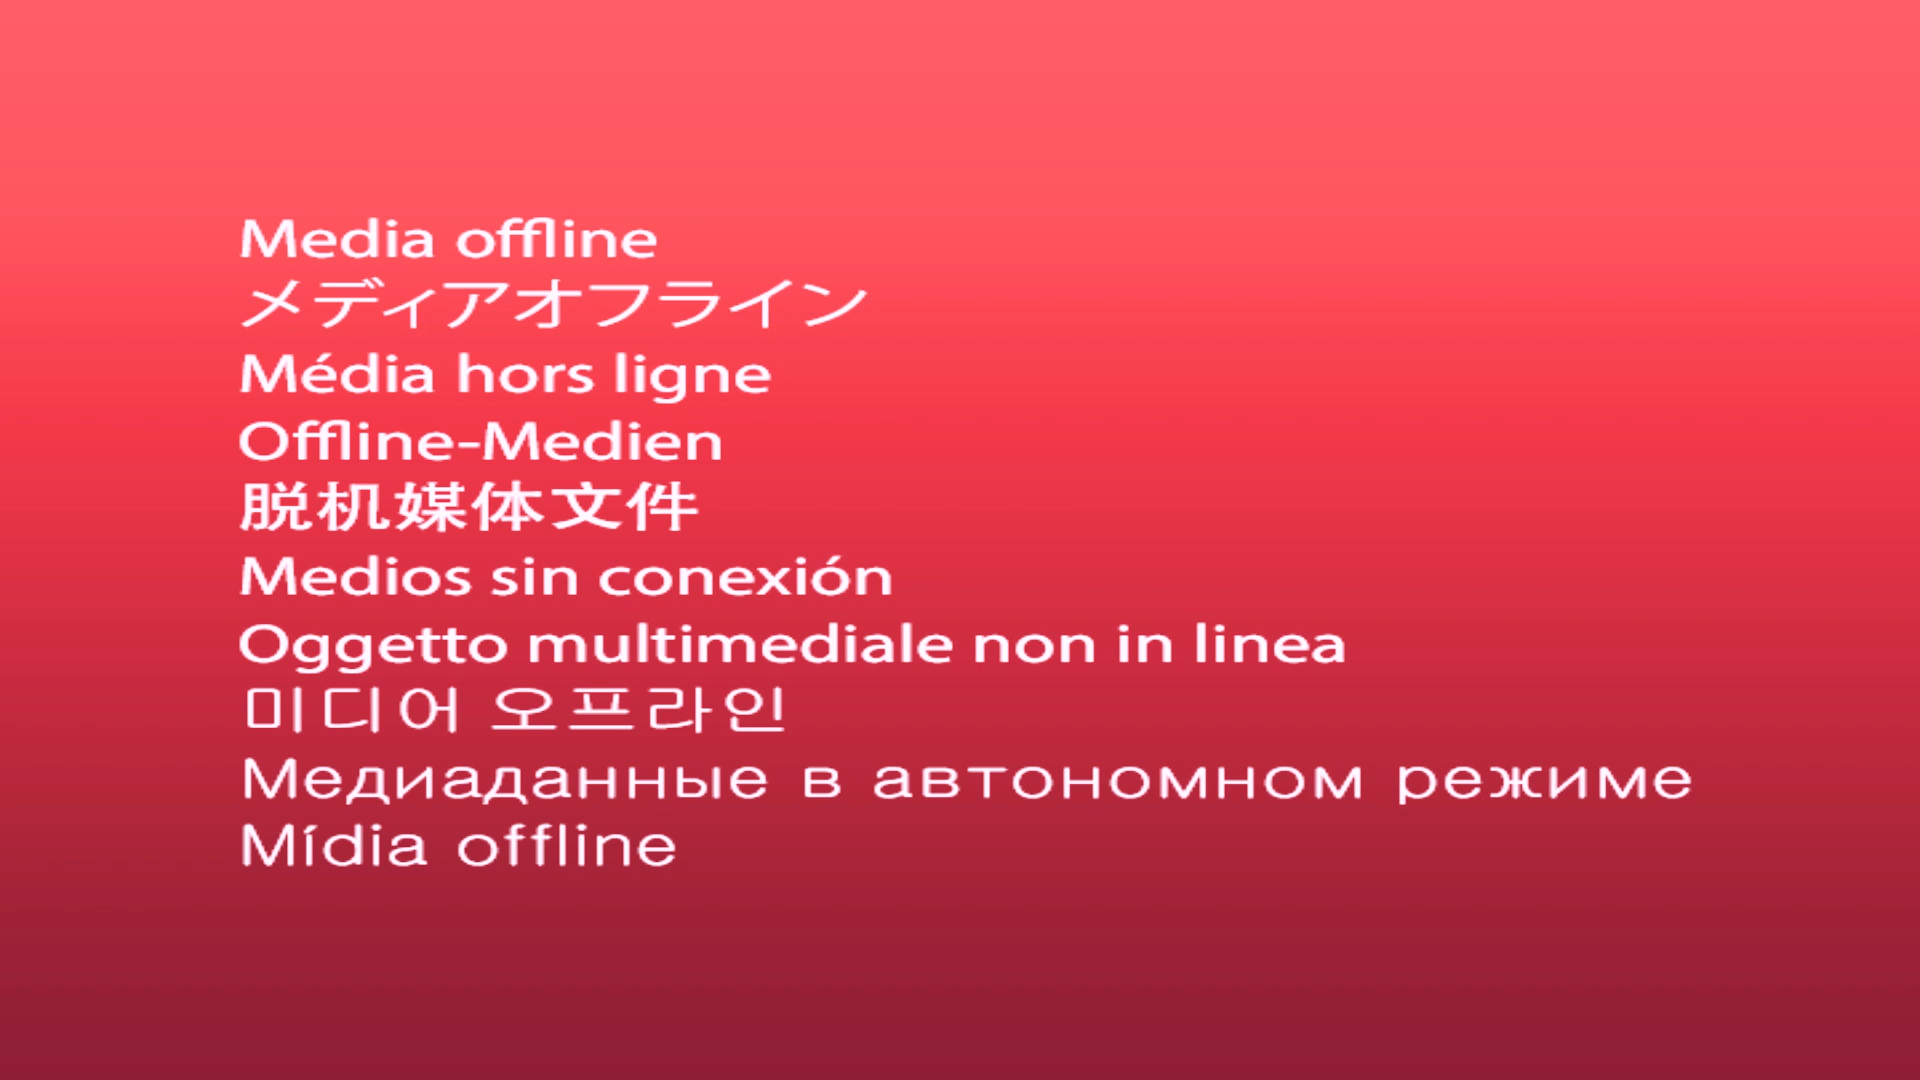 Media offline
メディアオフライン
Média hors ligne
Offline-Medien
脱机媒体文件
Medios sin conexión
Oggetto multimediale non in linea
미디어 오프라인
Медиаданные в автономном режиме
Mídia offline